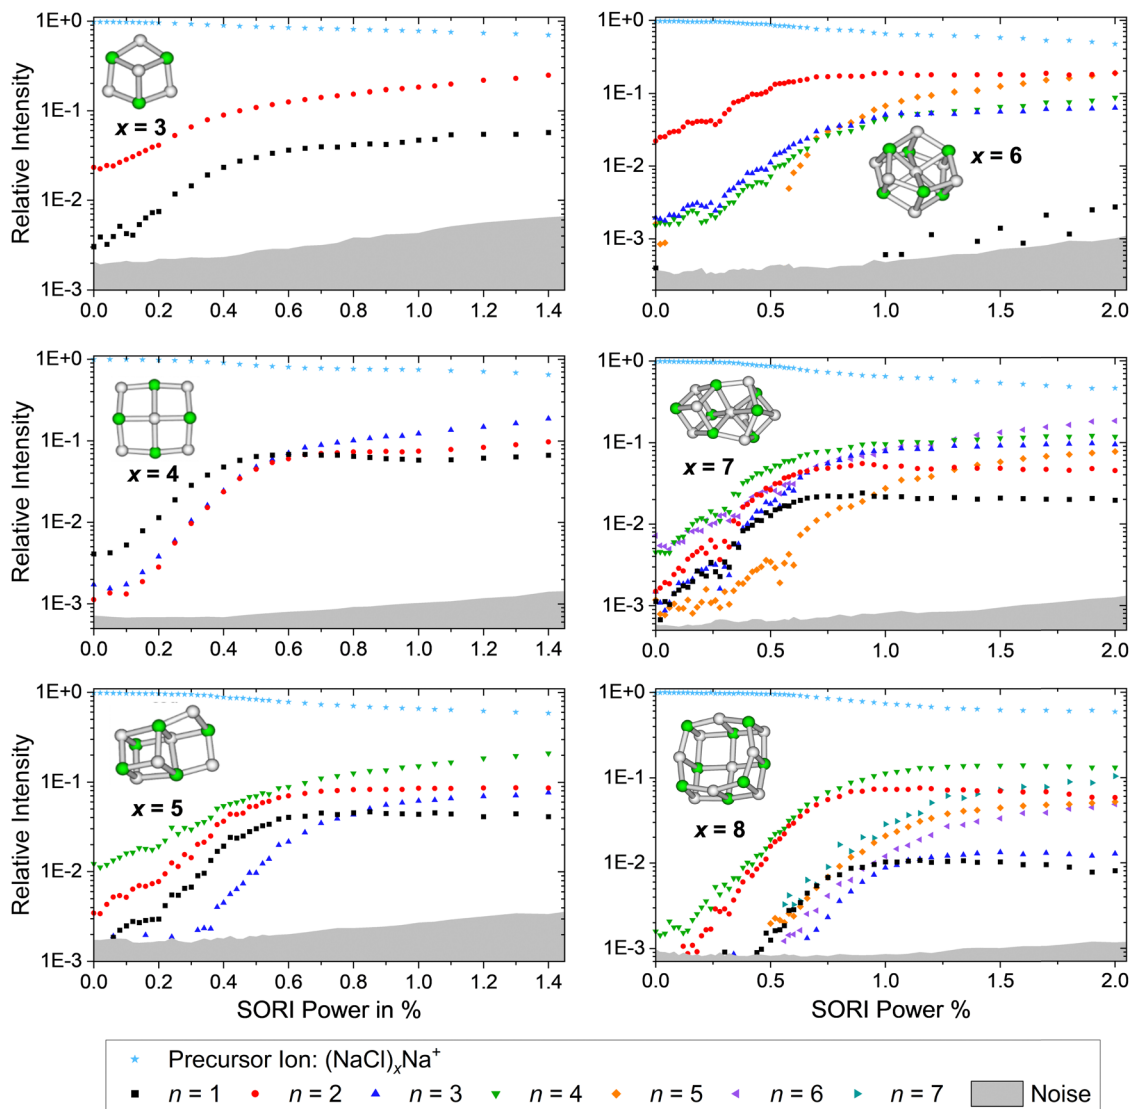 1E+0
1E-1
1E-2
1E-3
Relative Intensity
x = 3
0.0 0.2 0.4 0.6 0.8 1.0 1.2 1.4
1E+0
1E-1
1E-2
1E-3
Relative Intensity
x = 6
0.0 0.5 1.0 1.5 2.0
1E+0
1E-1
1E-2
1E-3
Relative Intensity
x = 4
0.0 0.2 0.4 0.6 0.8 1.0 1.2 1.4
1E+0
1E-1
1E-2
1E-3
Relative Intensity
x = 7
0.0 0.5 1.0 1.5 2.0
1E+0
1E-1
1E-2
1E-3
Relative Intensity
x = 5
0.0 0.2 0.4 0.6 0.8 1.0 1.2 1.4
SORI Power in %
1E+0
1E-1
1E-2
1E-3
Relative Intensity
x = 8
0.0 0.5 1.0 1.5 2.0
SORI Power %
Precursor Ion: (NaCl)ₓNa⁺
n = 1 n = 2 n = 3 n = 4 n = 5 n = 6 n = 7 Noise